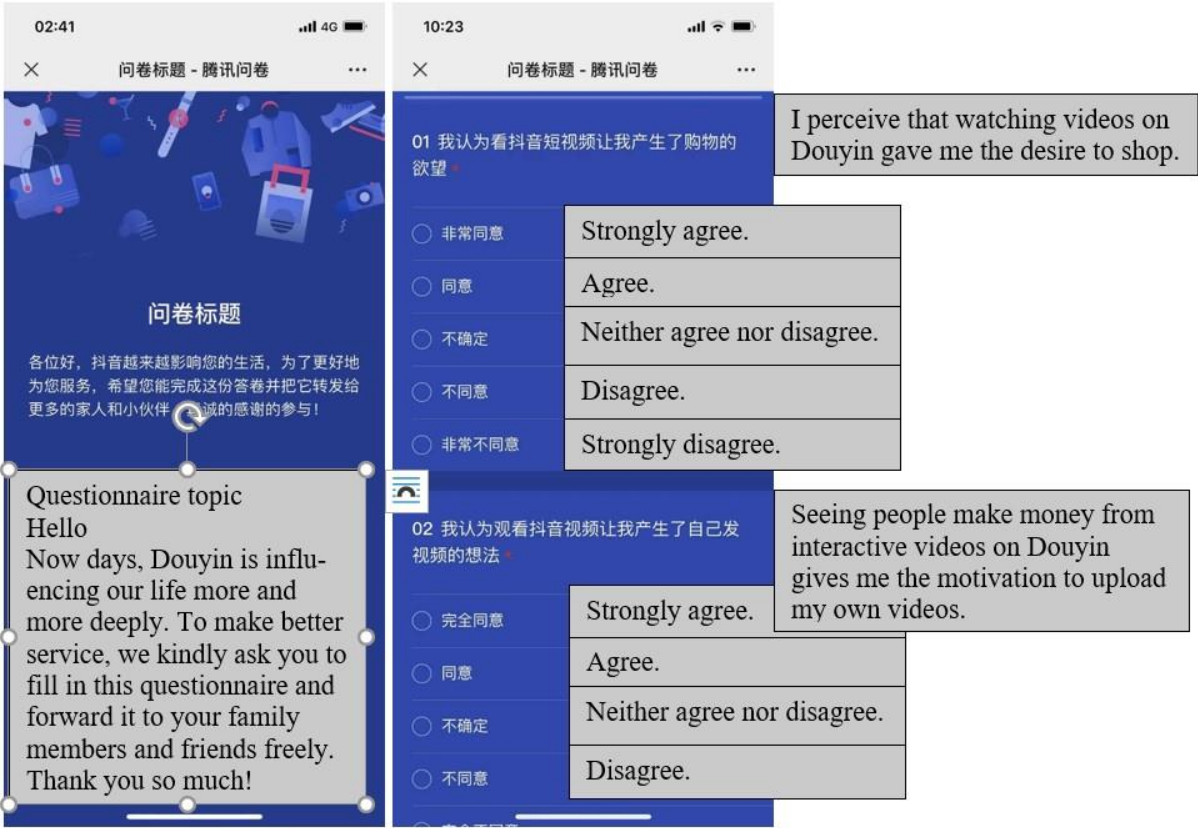 02:41
4G
问卷标题 - 腾讯问卷
问卷标题
各位好，抖音越来越影响您的生活，为了更好地
为您服务，希望您能完成这份答卷并把它转发给
更多的家人和小伙伴
诚的感谢的参与！
Questionnaire topic
Hello
Now days, Douyin is influ-
encing our life more and
more deeply. To make better
service, we kindly ask you to
fill in this questionnaire and
forward it to your family
members and friends freely.
Thank you so much!
10:23
问卷标题 - 腾讯问卷
01 我认为看抖音短视频让我产生了购物的
欲望 *
I perceive that watching videos on
Douyin gave me the desire to shop.
非常同意
Strongly agree.
同意
Agree.
不确定
Neither agree nor disagree.
不同意
Disagree.
非常不同意
Strongly disagree.
02 我认为观看抖音视频让我产生了自己发
视频的想法 *
Seeing people make money from
interactive videos on Douyin
gives me the motivation to upload
my own videos.
完全同意
Strongly agree.
同意
Agree.
不确定
Neither agree nor disagree.
不同意
Disagree.